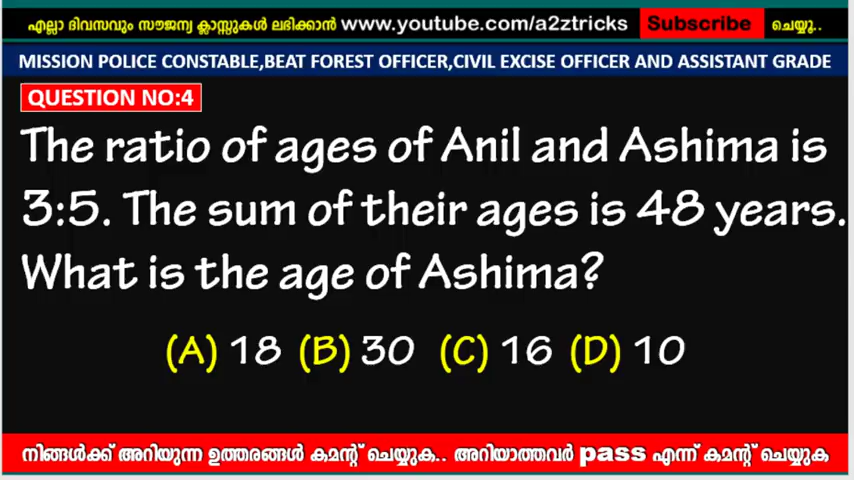 എല്ലാ ദിവസവും സൗജന്യ ക്ലാസ്സുകൾ ലഭിക്കാൻ www.youtube.com/a2ztricks Subscribe ചെയ്യൂ..
MISSION POLICE CONSTABLE,BEAT FOREST OFFICER,CIVIL EXCISE OFFICER AND ASSISTANT GRADE
QUESTION NO:4
The ratio of ages of Anil and Ashima is
3:5. The sum of their ages is 48 years.
What is the age of Ashima?
(A) 18 (B) 30 (C) 16 (D) 10
നിങ്ങൾക്ക് അറിയുന്ന ഉത്തരങ്ങൾ കമന്റ് ചെയ്യുക.. അറിയാത്തവർ pass എന്ന് കമന്റ് ചെയ്യുക